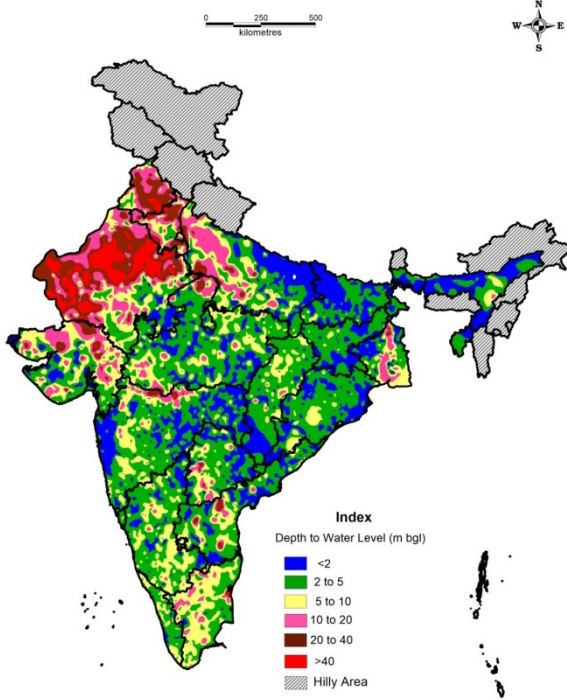 N
0 250 500
W E
kilometres
S
Index
Depth to Water Level (m bgl)
<2
2 to 5
5 to 10
10 to 20
20 to 40
>40
Hilly Area